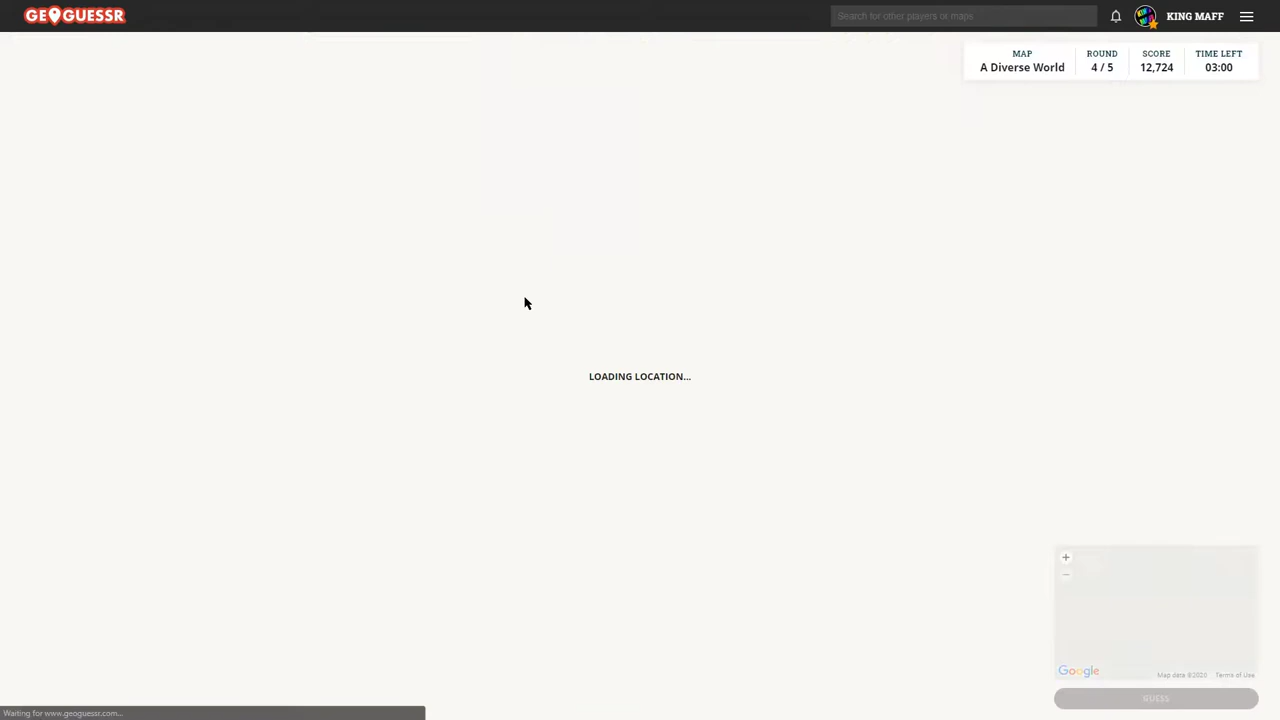 GEOGUESSR
Search for other players or maps
KING MAFF
MAP ROUND SCORE TIME LEFT
A Diverse World 4 / 5 12,724 03:00
LOADING LOCATION...
+
−
Google Map data ©2020 Terms of Use
GUESS
Waiting for www.geoguessr.com...